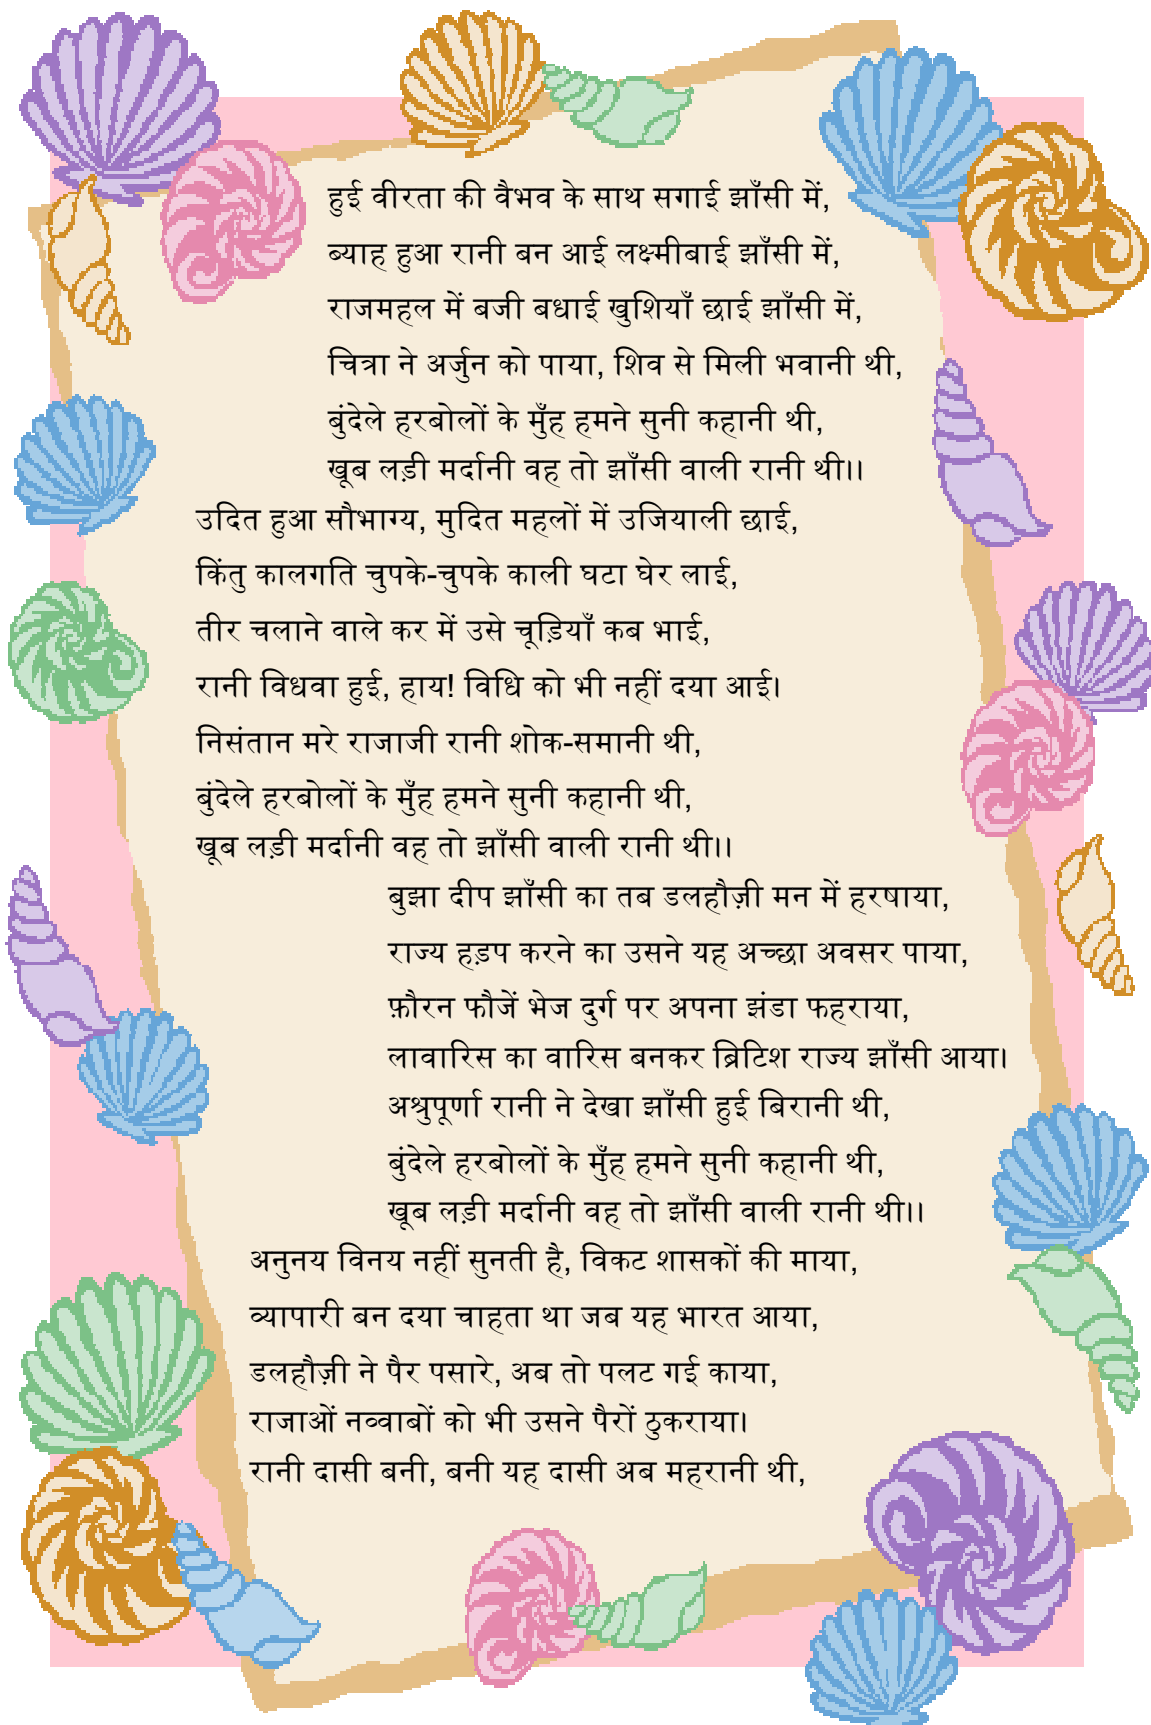 हुई वीरता की वैभव के साथ सगाई झाँसी में,
ब्याह हुआ रानी बन आई लक्ष्मीबाई झाँसी में,
राजमहल में बजी बधाई खुशियाँ छाई झाँसी में,
चित्रा ने अर्जुन को पाया, शिव से मिली भवानी थी,
बुंदेले हरबोलों के मुँह हमने सुनी कहानी थी,
खूब लड़ी मर्दानी वह तो झाँसी वाली रानी थी।।
उदित हुआ सौभाग्य, मुदित महलों में उजियाली छाई,
किंतु कालगति चुपके-चुपके काली घटा घेर लाई,
तीर चलाने वाले कर में उसे चूड़ियाँ कब भाई,
रानी विधवा हुई, हाय! विधि को भी नहीं दया आई।
निसंतान मरे राजाजी रानी शोक-समानी थी,
बुंदेले हरबोलों के मुँह हमने सुनी कहानी थी,
खूब लड़ी मर्दानी वह तो झाँसी वाली रानी थी।।
बुझा दीप झाँसी का तब डलहौज़ी मन में हरषाया,
राज्य हड़प करने का उसने यह अच्छा अवसर पाया,
फ़ौरन फौजें भेज दुर्ग पर अपना झंडा फहराया,
लावारिस का वारिस बनकर ब्रिटिश राज्य झाँसी आया।
अश्रुपूर्णा रानी ने देखा झाँसी हुई बिरानी थी,
बुंदेले हरबोलों के मुँह हमने सुनी कहानी थी,
खूब लड़ी मर्दानी वह तो झाँसी वाली रानी थी।।
अनुनय विनय नहीं सुनती है, विकट शासकों की माया,
व्यापारी बन दया चाहता था जब यह भारत आया,
डलहौज़ी ने पैर पसारे, अब तो पलट गई काया,
राजाओं नव्वाबों को भी उसने पैरों ठुकराया।
रानी दासी बनी, बनी यह दासी अब महरानी थी,